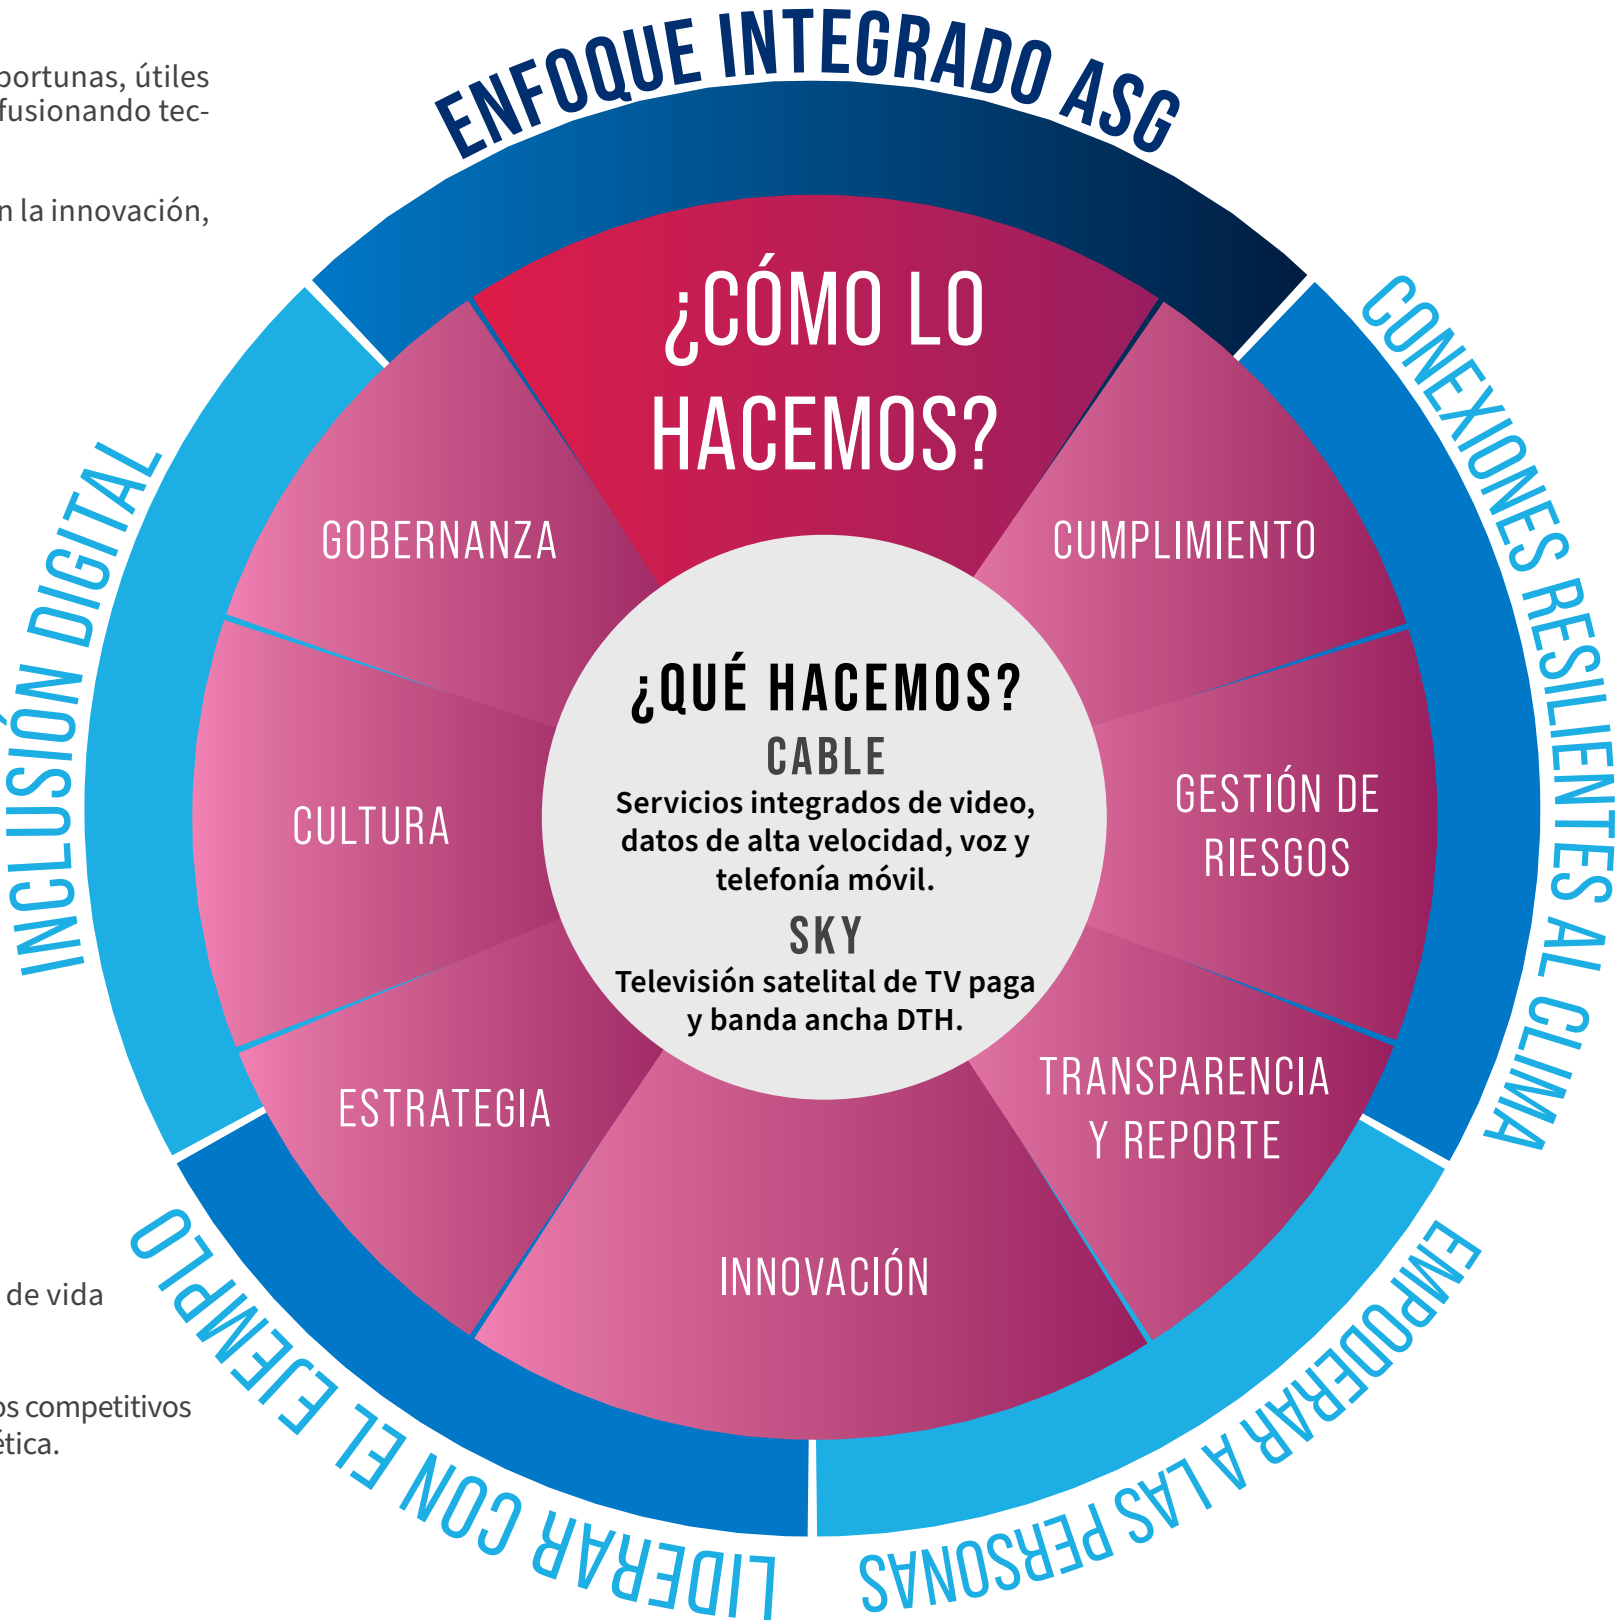 portunas, útiles
fusionando tec-
n la innovación,
ENFOQUE INTEGRADO ASG
¿CÓMO LO
HACEMOS?
CONEXIONES RESILIENTES AL CLIMA
INCLUSIÓN DIGITAL
GOBERNANZA
CUMPLIMIENTO
¿QUÉ HACEMOS?
CABLE
Servicios integrados de video,
datos de alta velocidad, voz y
telefonía móvil.
SKY
Televisión satelital de TV paga
y banda ancha DTH.
CULTURA
GESTIÓN DE
RIESGOS
ESTRATEGIA
TRANSPARENCIA
Y REPORTE
INNOVACIÓN
LIDERAR CON EL EJEMPLO
EMPODERAR A LAS PERSONAS
de vida
os competitivos
ética.